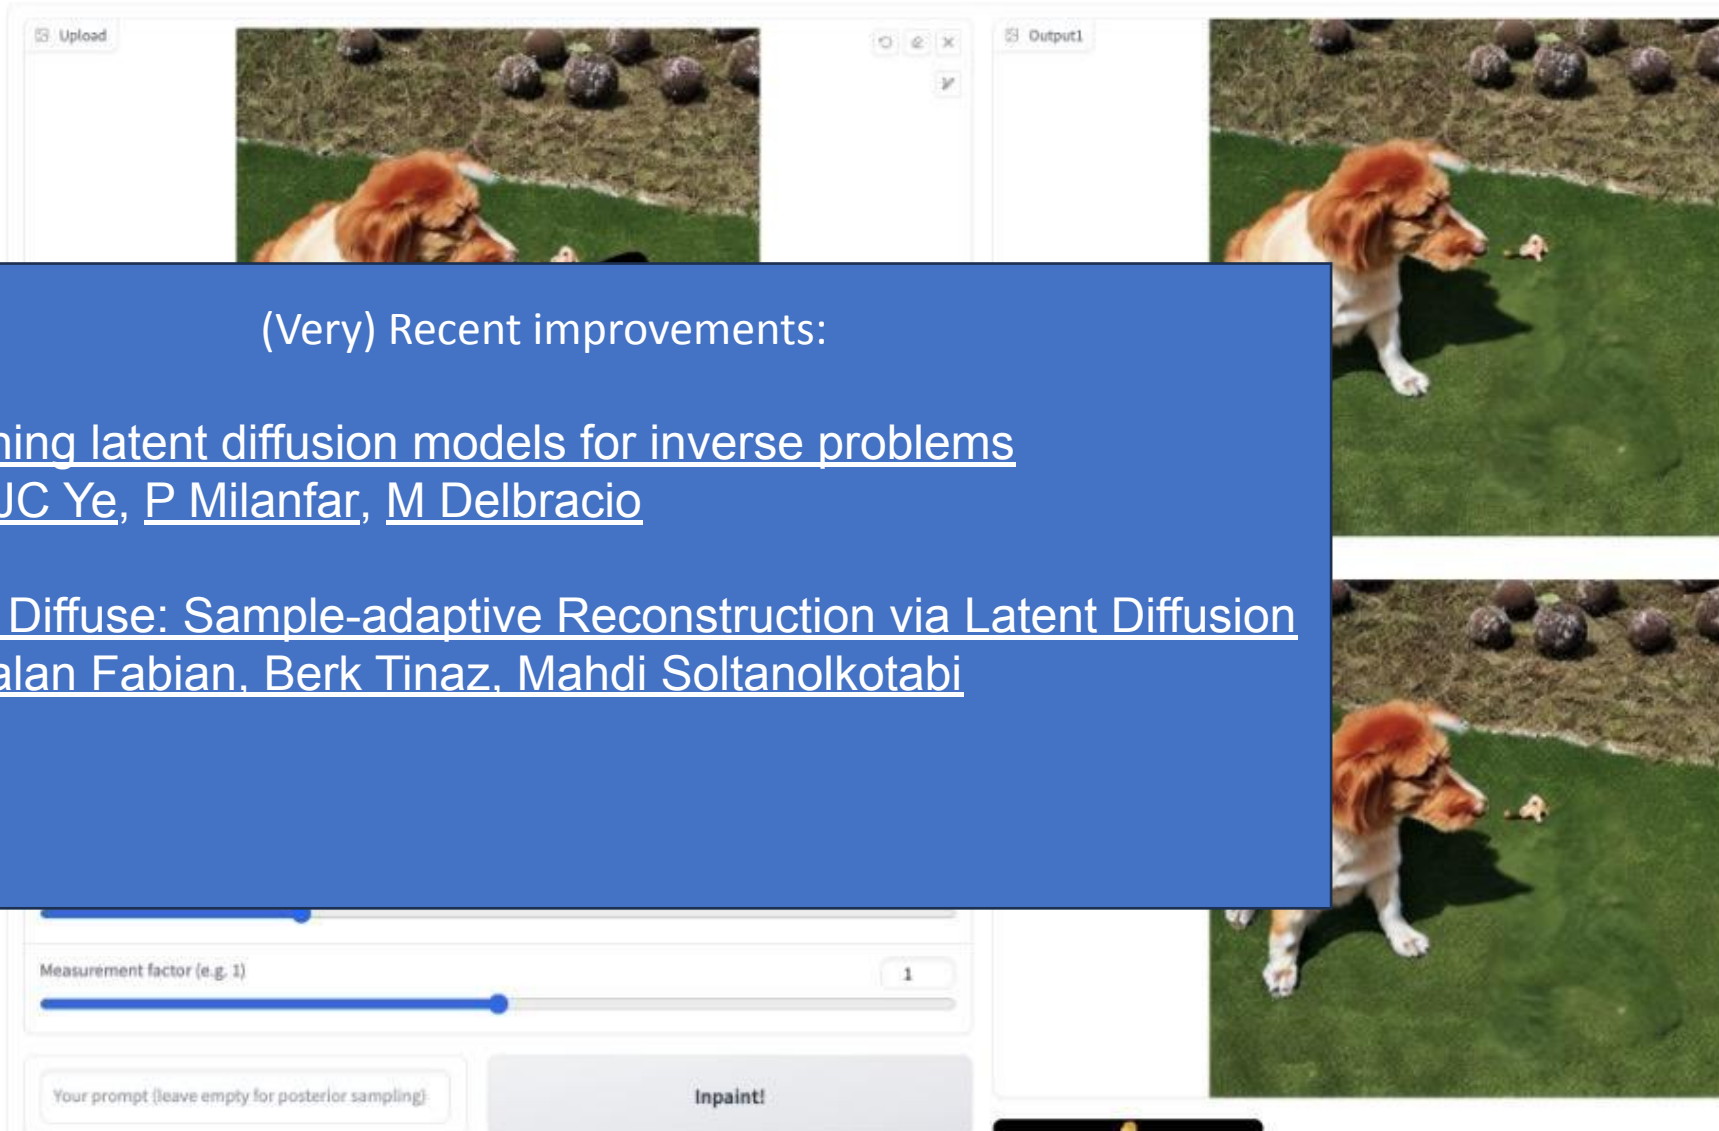 Upload
Output1
(Very) Recent improvements:
latent diffusion models for inverse problems
JC Ye, P Milanfar, M Delbracio
Diffuse: Sample-adaptive Reconstruction via Latent Diffusion
Fabian, Berk Tinaz, Mahdi Soltanolkotabi
Measurement factor (e.g. 1)
1
Your prompt (leave empty for posterior sampling)
Inpaint!